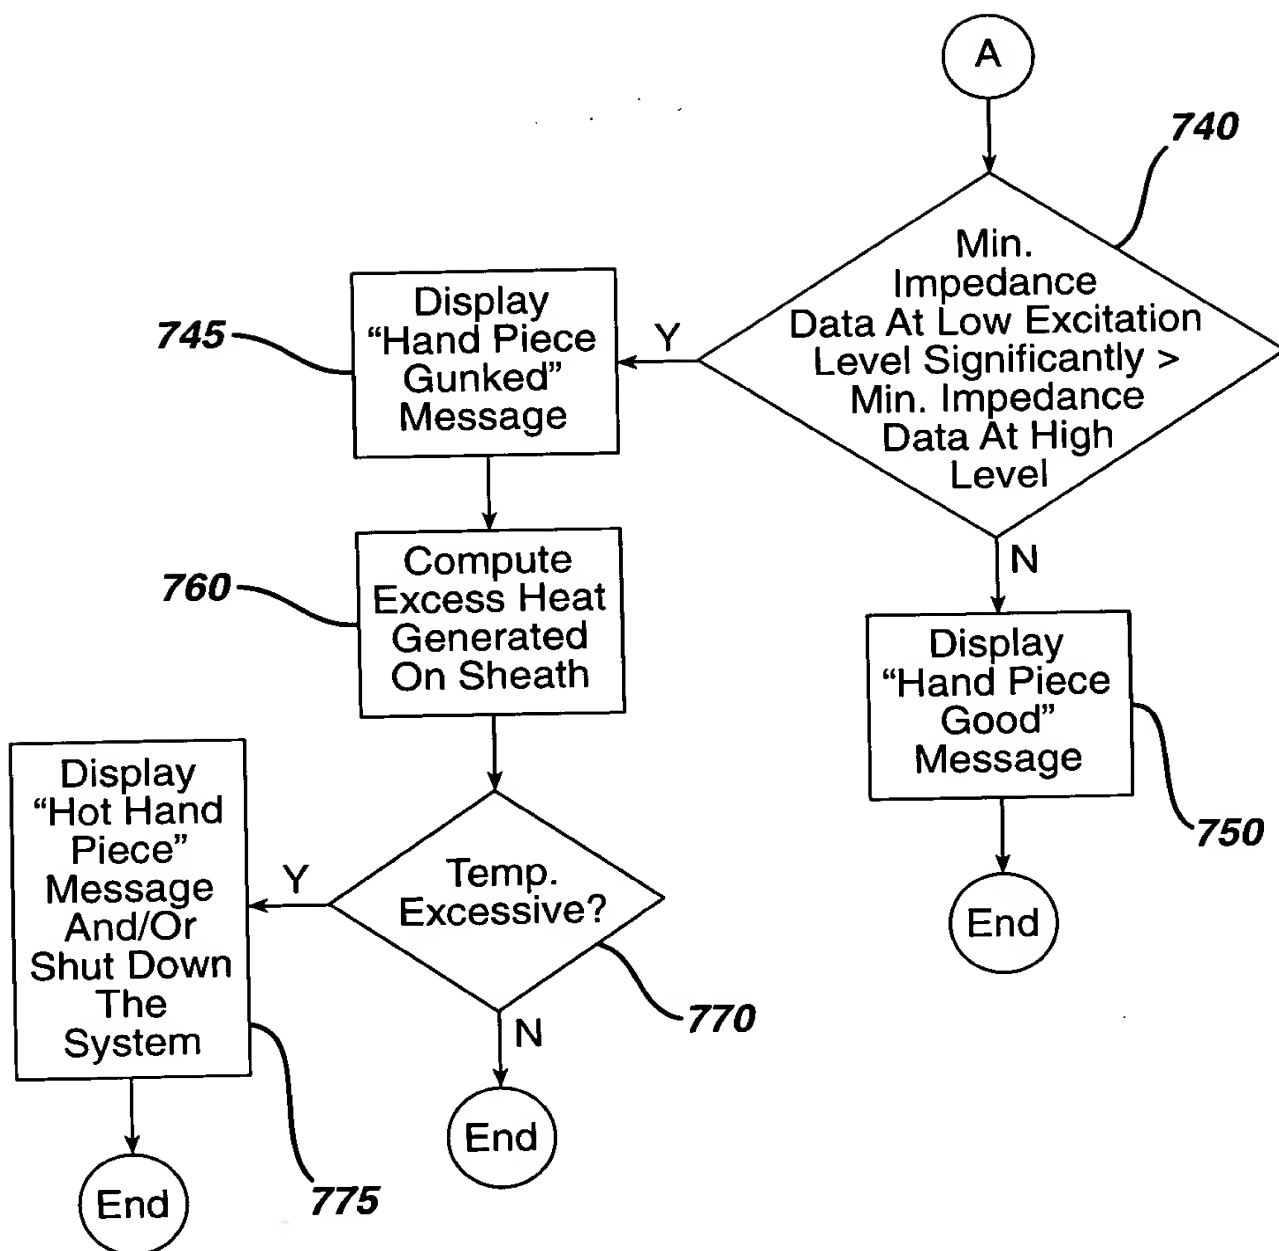 A
740
Min.
Impedance
Data At Low Excitation
Level Significantly >
Min. Impedance
Data At High
Level
Y
N
745
Display
“Hand Piece
Gunked”
Message
760
Compute
Excess Heat
Generated
On Sheath
Display
“Hand Piece
Good”
Message
750
End
Temp.
Excessive?
770
Y
N
Display
“Hot Hand
Piece”
Message
And/Or
Shut Down
The
System
775
End
End